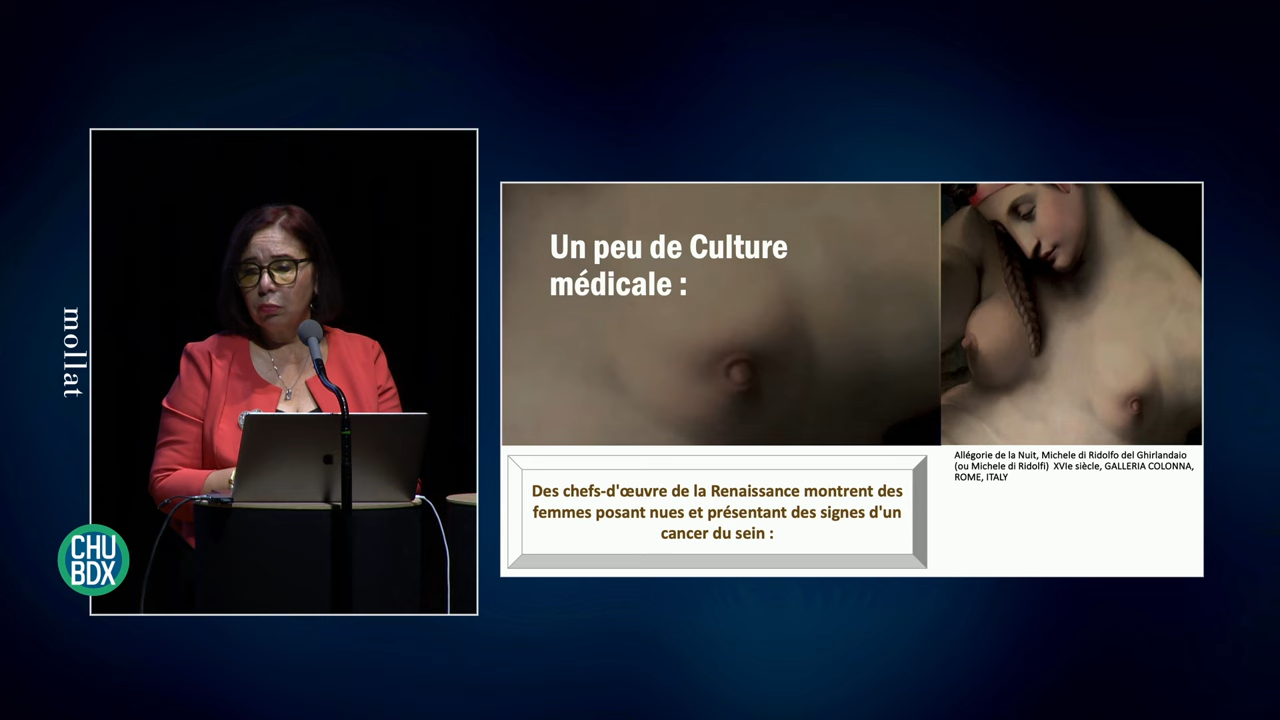 mollat
CHU
BDX
Un peu de Culture
médicale :
Allégorie de la Nuit, Michele di Ridolfo del Ghirlandaio
(ou Michele di Ridolfi)  XVIe siècle, GALLERIA COLONNA,
ROME, ITALY
Des chefs-d'œuvre de la Renaissance montrent des
femmes posant nues et présentant des signes d'un
cancer du sein :